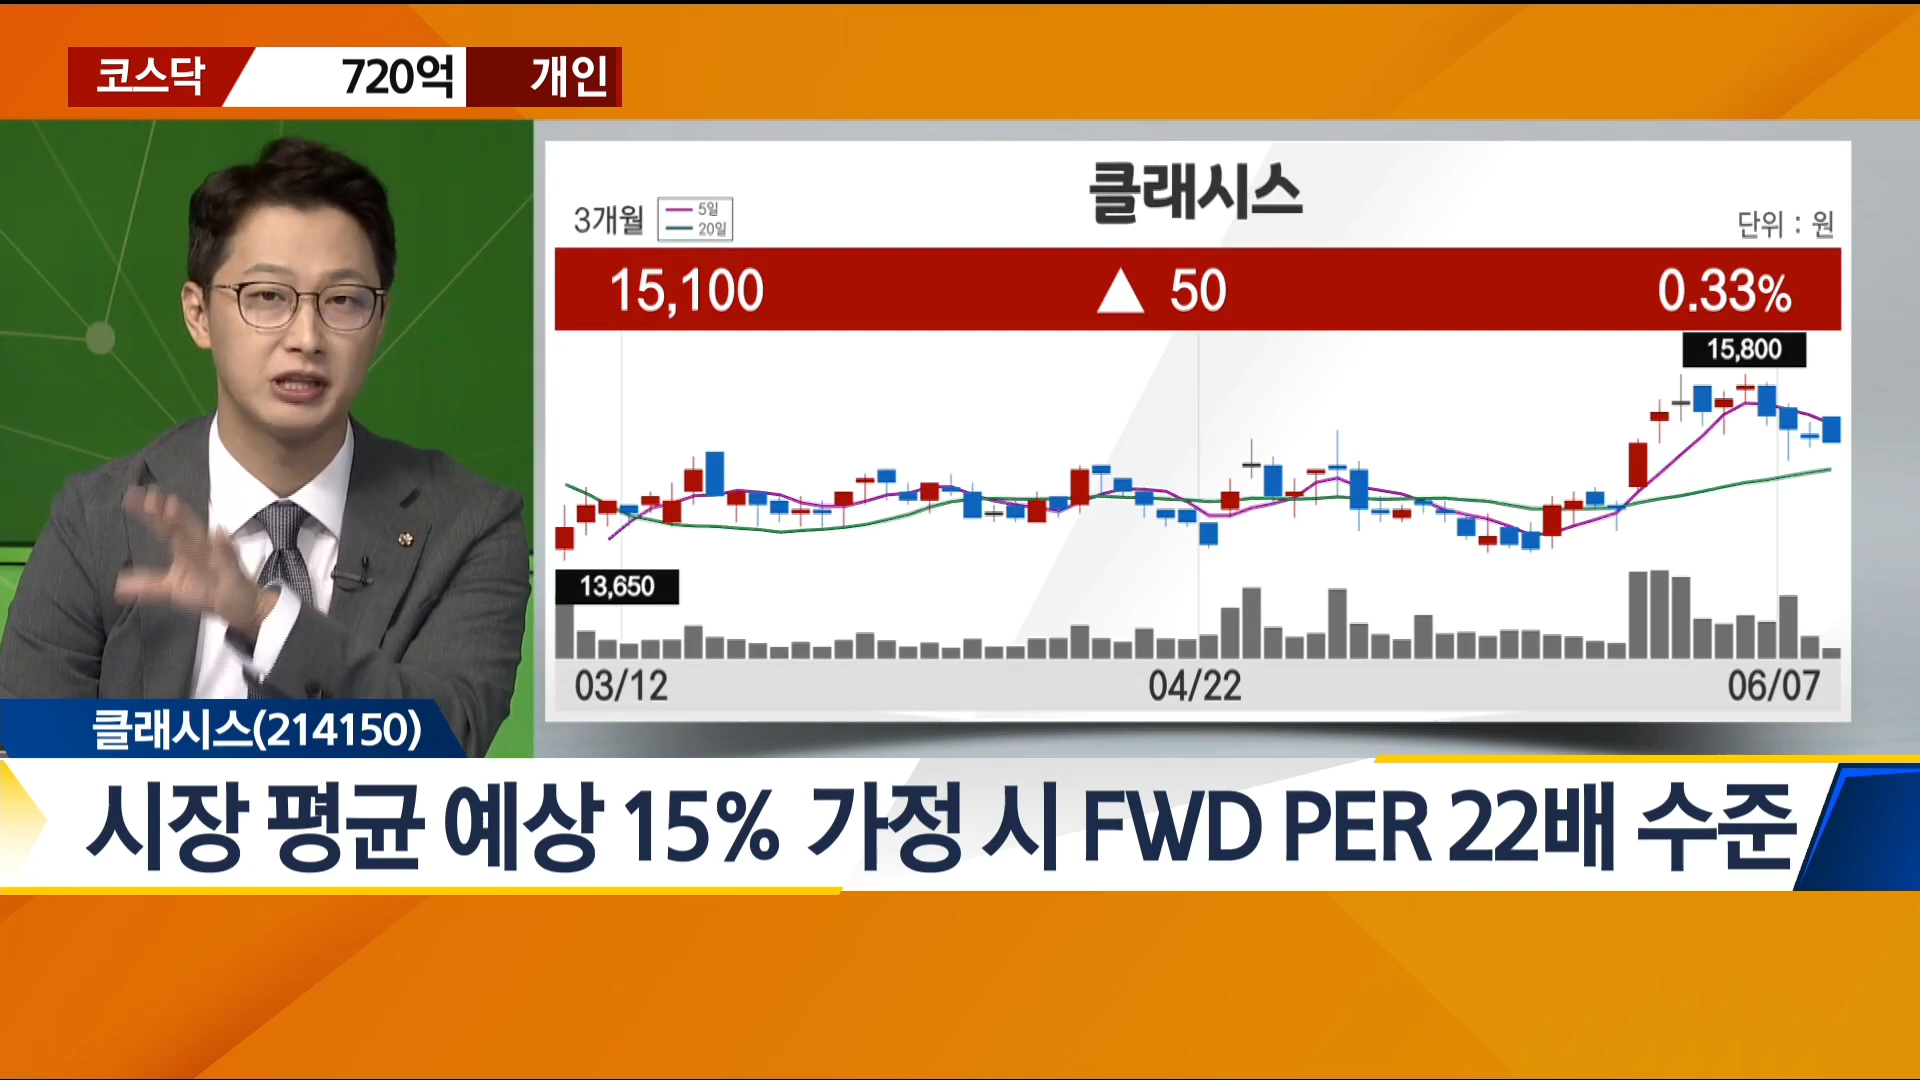 코스닥 720억 개인
클래시스
3개월 5일
20일
단위 : 원
15,100 ▲ 50 0.33%
15,800
13,650
03/12 04/22 06/07
클래시스(214150)
시장 평균 예상 15% 가정 시 FWD PER 22배 수준